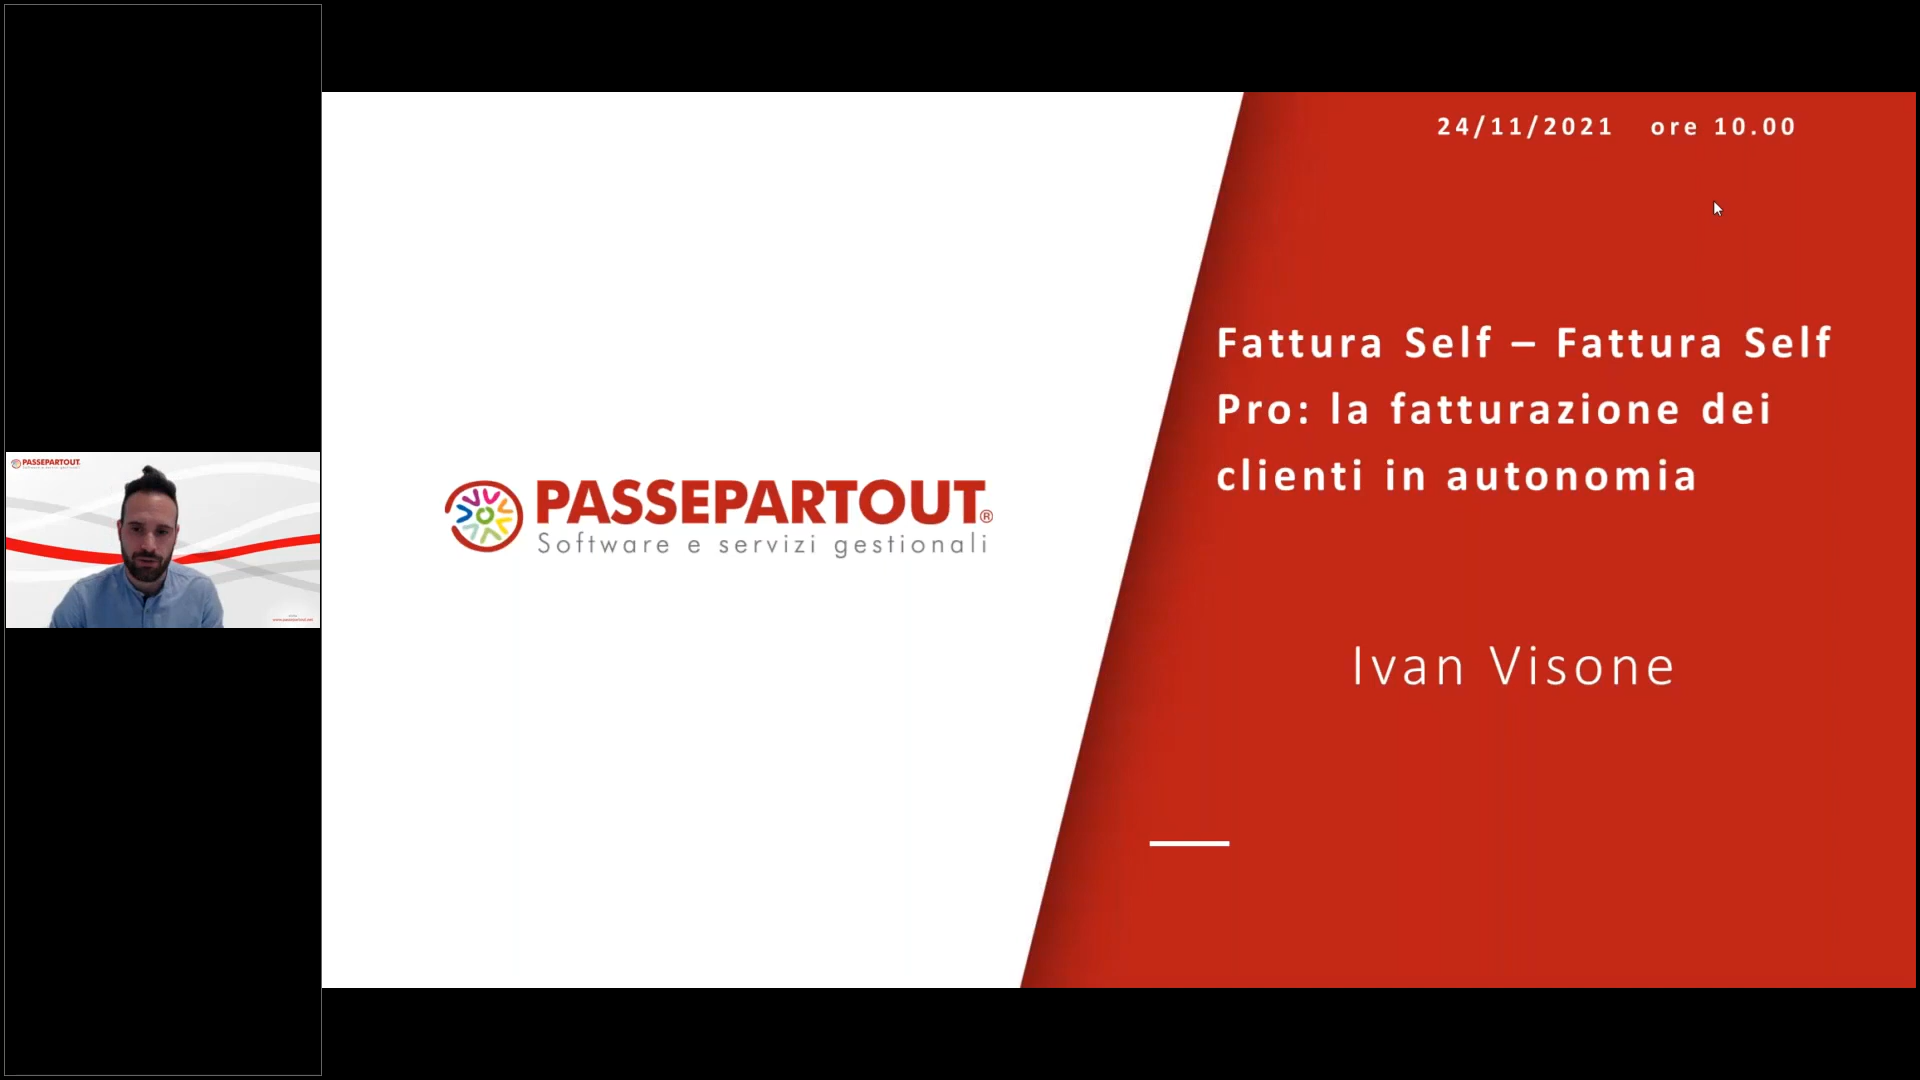 24/11/2021 ore 10.00
Fattura Self – Fattura Self
Pro: la fatturazione dei
clienti in autonomia
PASSEPARTOUT®
Software e servizi gestionali
Ivan Visone
PASSEPARTOUT